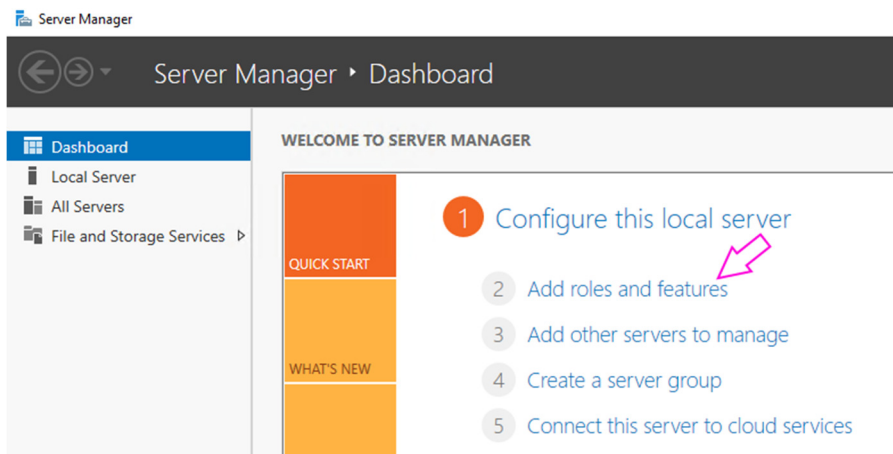 Server Manager
Server Manager ‣ Dashboard
Dashboard
Local Server
All Servers
File and Storage Services
WELCOME TO SERVER MANAGER
QUICK START
WHAT'S NEW
1 Configure this local server
2 Add roles and features
3 Add other servers to manage
4 Create a server group
5 Connect this server to cloud services